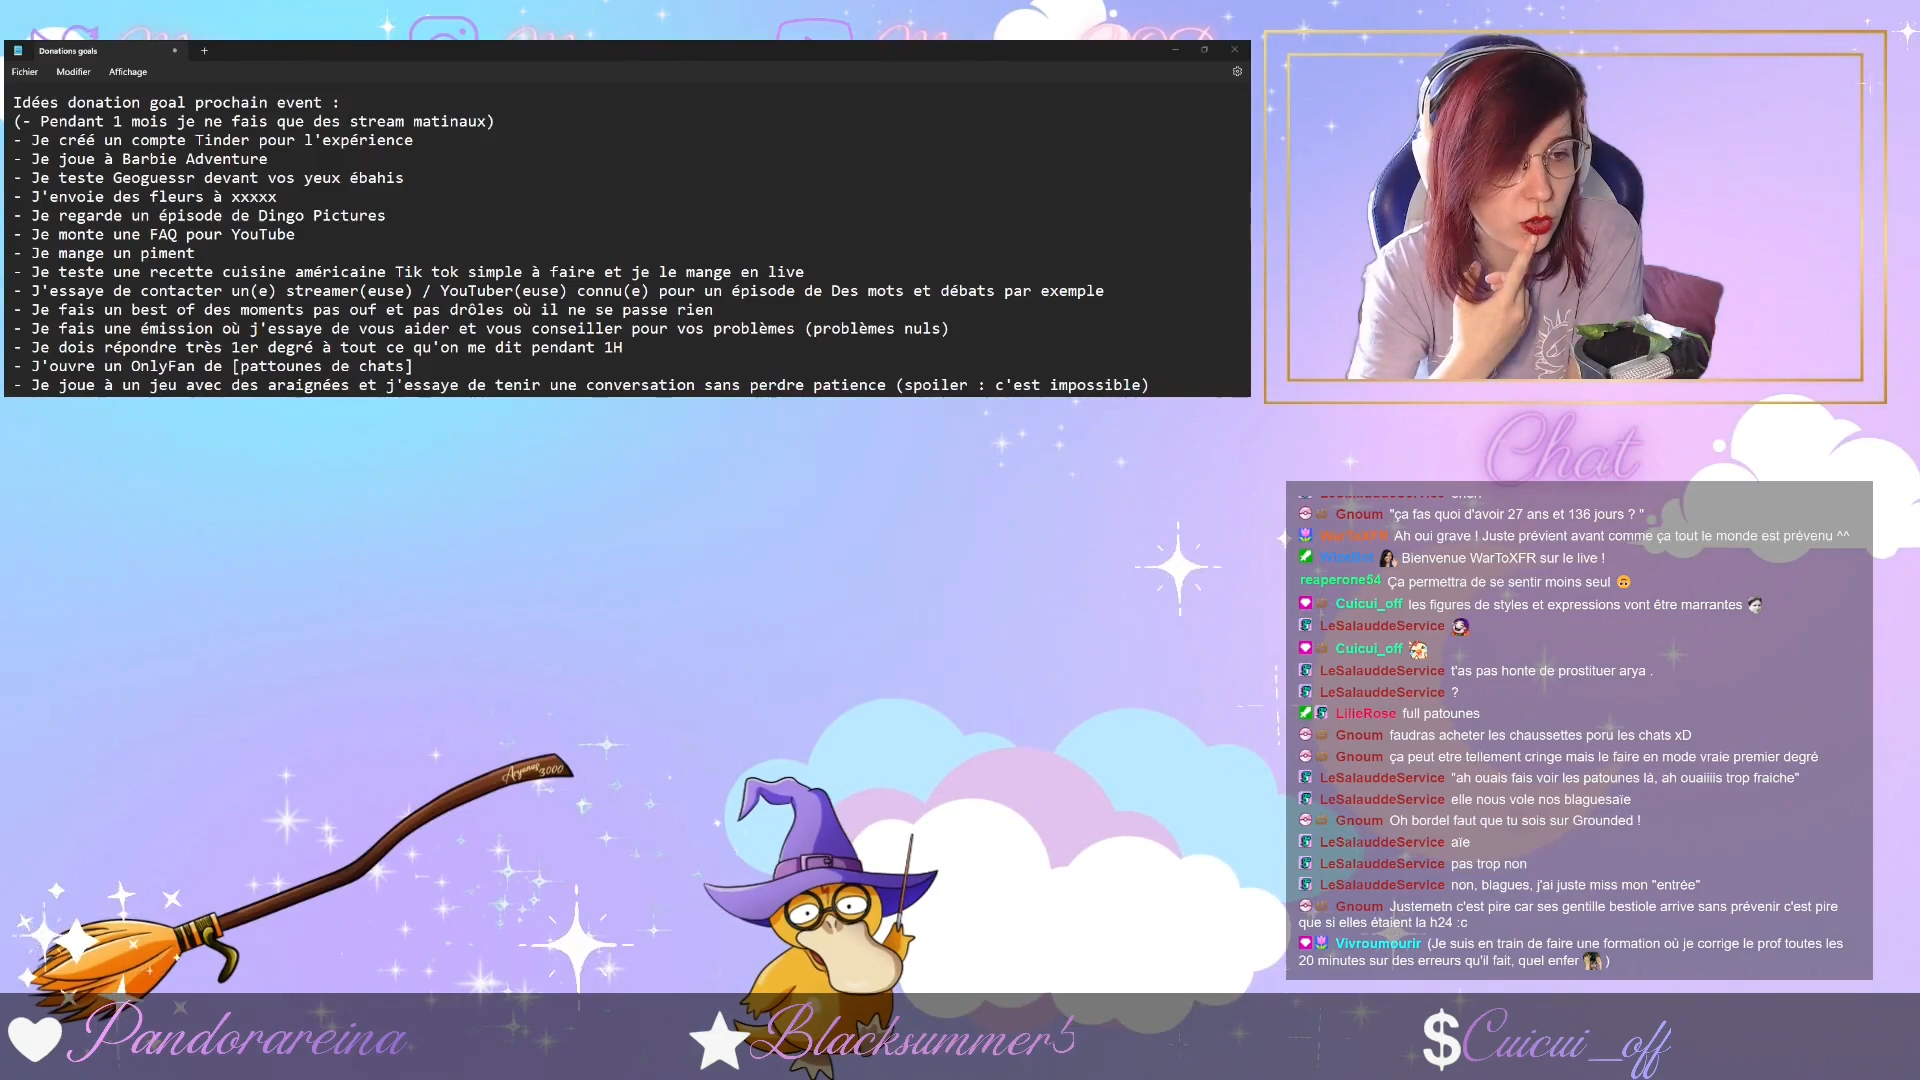 Donations goals
Fichier Modifier Affichage
Idées donation goal prochain event :
(- Pendant 1 mois je ne fais que des stream matinaux)
- Je créé un compte Tinder pour l'expérience
- Je joue à Barbie Adventure
- Je teste Geoguessr devant vos yeux ébahis
- J'envoie des fleurs à xxxxx
- Je regarde un épisode de Dingo Pictures
- Je monte une FAQ pour YouTube
- Je mange un piment
- Je teste une recette cuisine américaine Tik tok simple à faire et je le mange en live
- J'essaye de contacter un(e) streamer(euse) / YouTuber(euse) connu(e) pour un épisode de Des mots et débats par exemple
- Je fais un best of des moments pas ouf et pas drôles où il ne se passe rien
- Je fais une émission où j'essaye de vous aider et vous conseiller pour vos problèmes (problèmes nuls)
- Je dois répondre très 1er degré à tout ce qu'on me dit pendant 1H
- J'ouvre un OnlyFan de [pattounes de chats]
- Je joue à un jeu avec des araignées et j'essaye de tenir une conversation sans perdre patience (spoiler : c'est impossible)
Chat
Gnoum "ça fas quoi d'avoir 27 ans et 136 jours ? "
WarToXFR Ah oui grave ! Juste prévient avant comme ça tout le monde est prévenu ^^
WizeBot Bienvenue WarToXFR sur le live !
reaperone54 Ça permettra de se sentir moins seul
Cuicui_off les figures de styles et expressions vont être marrantes
LeSalauddeService
Cuicui_off
LeSalauddeService t'as pas honte de prostituer arya .
LeSalauddeService ?
LilieRose full patounes
Gnoum faudras acheter les chaussettes poru les chats xD
Gnoum ça peut etre tellement cringe mais le faire en mode vraie premier degré
LeSalauddeService "ah ouais fais voir les patounes là, ah ouaiiiis trop fraiche"
LeSalauddeService elle nous vole nos blaguesaïe
Gnoum Oh bordel faut que tu sois sur Grounded !
LeSalauddeService aïe
LeSalauddeService pas trop non
LeSalauddeService non, blagues, j'ai juste miss mon "entrée"
Gnoum Justemetn c'est pire car ses gentille bestiole arrive sans prévenir c'est pire
que si elles étaient la h24 :c
Vivroumourir (Je suis en train de faire une formation où je corrige le prof toutes les
20 minutes sur des erreurs qu'il fait, quel enfer )
Aryanus 3000
Pandorareina
Blacksummer5
$Cuicui_off